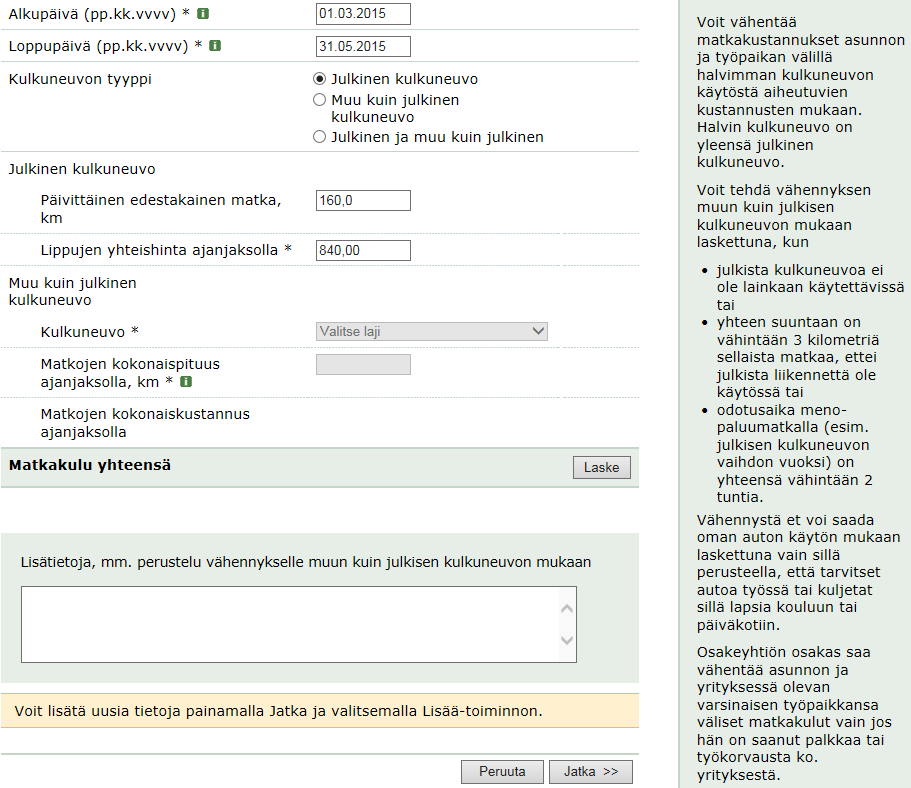 Alkupäivä (pp.kk.vvvv) * i 01.03.2015
Loppupäivä (pp.kk.vvvv) * i 31.05.2015
Kulkuneuvon tyyppi
Julkinen kulkuneuvo
Muu kuin julkinen
kulkuneuvo
Julkinen ja muu kuin julkinen
Julkinen kulkuneuvo
Päivittäinen edestakainen matka,
km
160,0
Lippujen yhteishinta ajanjaksolla * 840,00
Muu kuin julkinen
kulkuneuvo
Kulkuneuvo * Valitse laji
Matkojen kokonaispituus
ajanjaksolla, km * i
Matkojen kokonaiskustannus
ajanjaksolla
Matkakulu yhteensä Laske
Lisätietoja, mm. perustelu vähennykselle muun kuin julkisen kulkuneuvon mukaan
Voit lisätä uusia tietoja painamalla Jatka ja valitsemalla Lisää-toiminnon.
Peruuta Jatka >>
Voit vähentää
matkakustannukset asunnon
ja työpaikan välillä
halvimman kulkuneuvon
käytöstä aiheutuvien
kustannusten mukaan.
Halvin kulkuneuvo on
yleensä julkinen
kulkuneuvo.
Voit tehdä vähennyksen
muun kuin julkisen
kulkuneuvon mukaan
laskettuna, kun
• julkista kulkuneuvoa ei
ole lainkaan käytettävissä
tai
• yhteen suuntaan on
vähintään 3 kilometriä
sellaista matkaa, ettei
julkista liikennettä ole
käytössä tai
• odotusaika meno-
paluumatkalla (esim.
julkisen kulkuneuvon
vaihdon vuoksi) on
yhteensä vähintään 2
tuntia.
Vähennystä et voi saada
oman auton käytön mukaan
laskettuna vain sillä
perusteella, että tarvitset
autoa työssä tai kuljetat
sillä lapsia kouluun tai
päiväkotiin.
Osakeyhtiön osakas saa
vähentää asunnon ja
yrityksessä olevan
varsinaisen työpaikkansa
väliset matkakulut vain jos
hän on saanut palkkaa tai
työkorvausta ko.
yrityksestä.